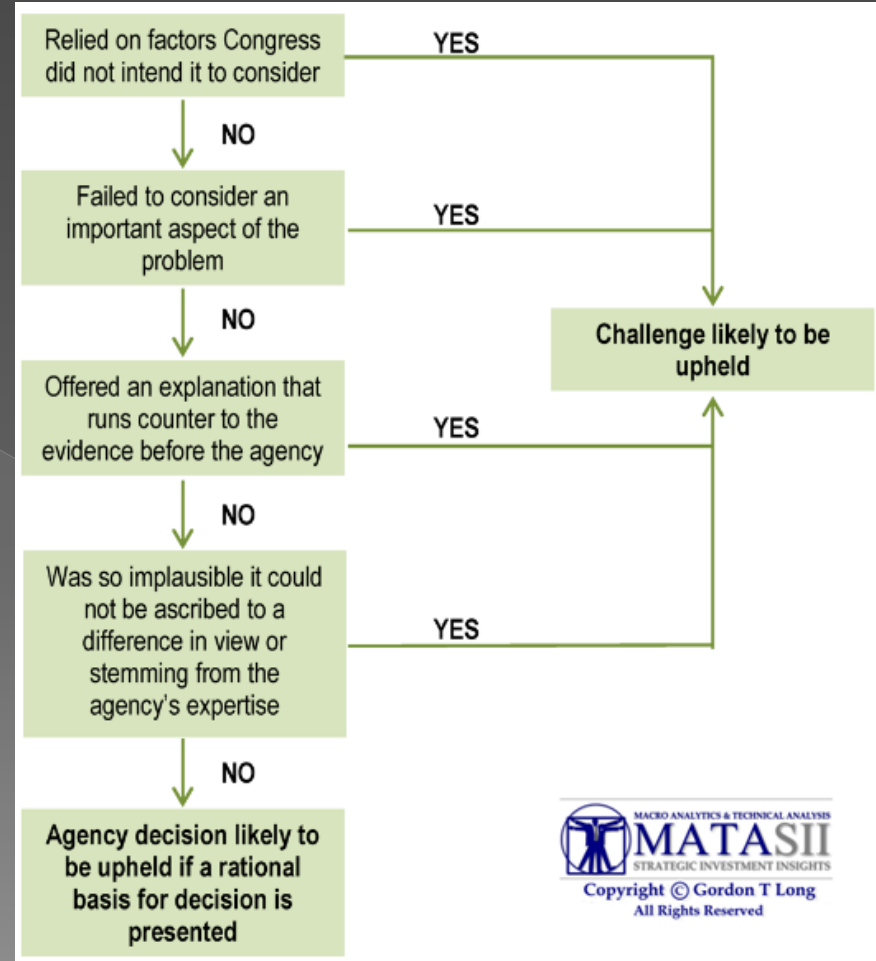 Relied on factors Congress
did not intend it to consider
YES
NO
Failed to consider an
important aspect of the
problem
YES
NO
Challenge likely to be
upheld
Offered an explanation that
runs counter to the
evidence before the agency
YES
NO
Was so implausible it could
not be ascribed to a
difference in view or
stemming from the
agency's expertise
YES
NO
Agency decision likely to
be upheld if a rational
basis for decision is
presented
MACRO ANALYTICS & TECHNICAL ANALYSIS
MATASII
STRATEGIC INVESTMENT INSIGHTS
Copyright © Gordon T Long
All Rights Reserved